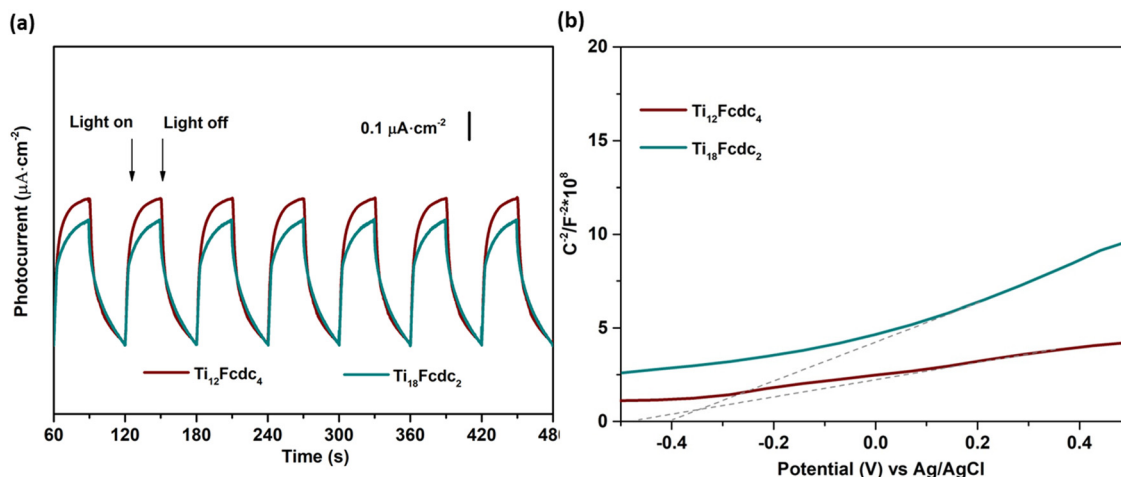 (a)
Photocurrent (μA·cm⁻²)
Light on
Light off
0.1 μA·cm⁻²
Ti₁₂Fcdc₄
Ti₁₈Fcdc₂
60 120 180 240 300 360 420 480
Time (s)
(b)
C⁻²/F⁻²*10⁸
20
15
10
5
0
Ti₁₂Fcdc₄
Ti₁₈Fcdc₂
-0.4 -0.2 0.0 0.2 0.4
Potential (V) vs Ag/AgCl